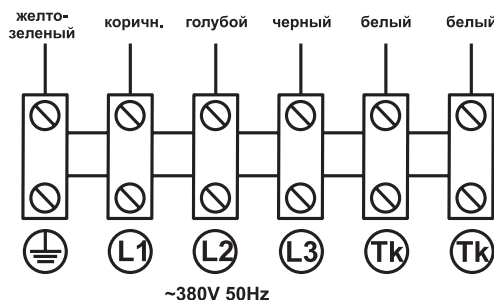 желто-
зеленый коричн. голубой черный белый белый
L1 L2 L3 Tk Tk
~380V 50Hz